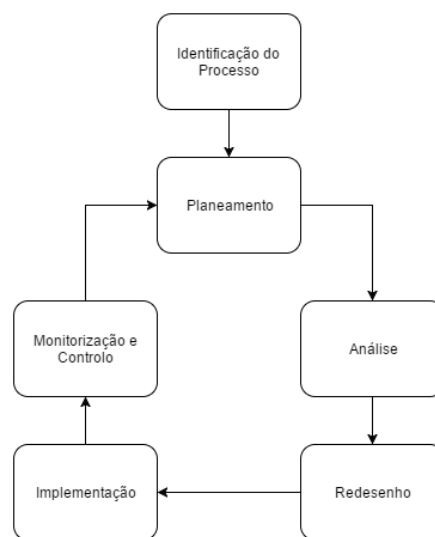 Identificação do
Processo
Planeamento
Monitorização e
Controlo
Análise
Implementação
Redesenho